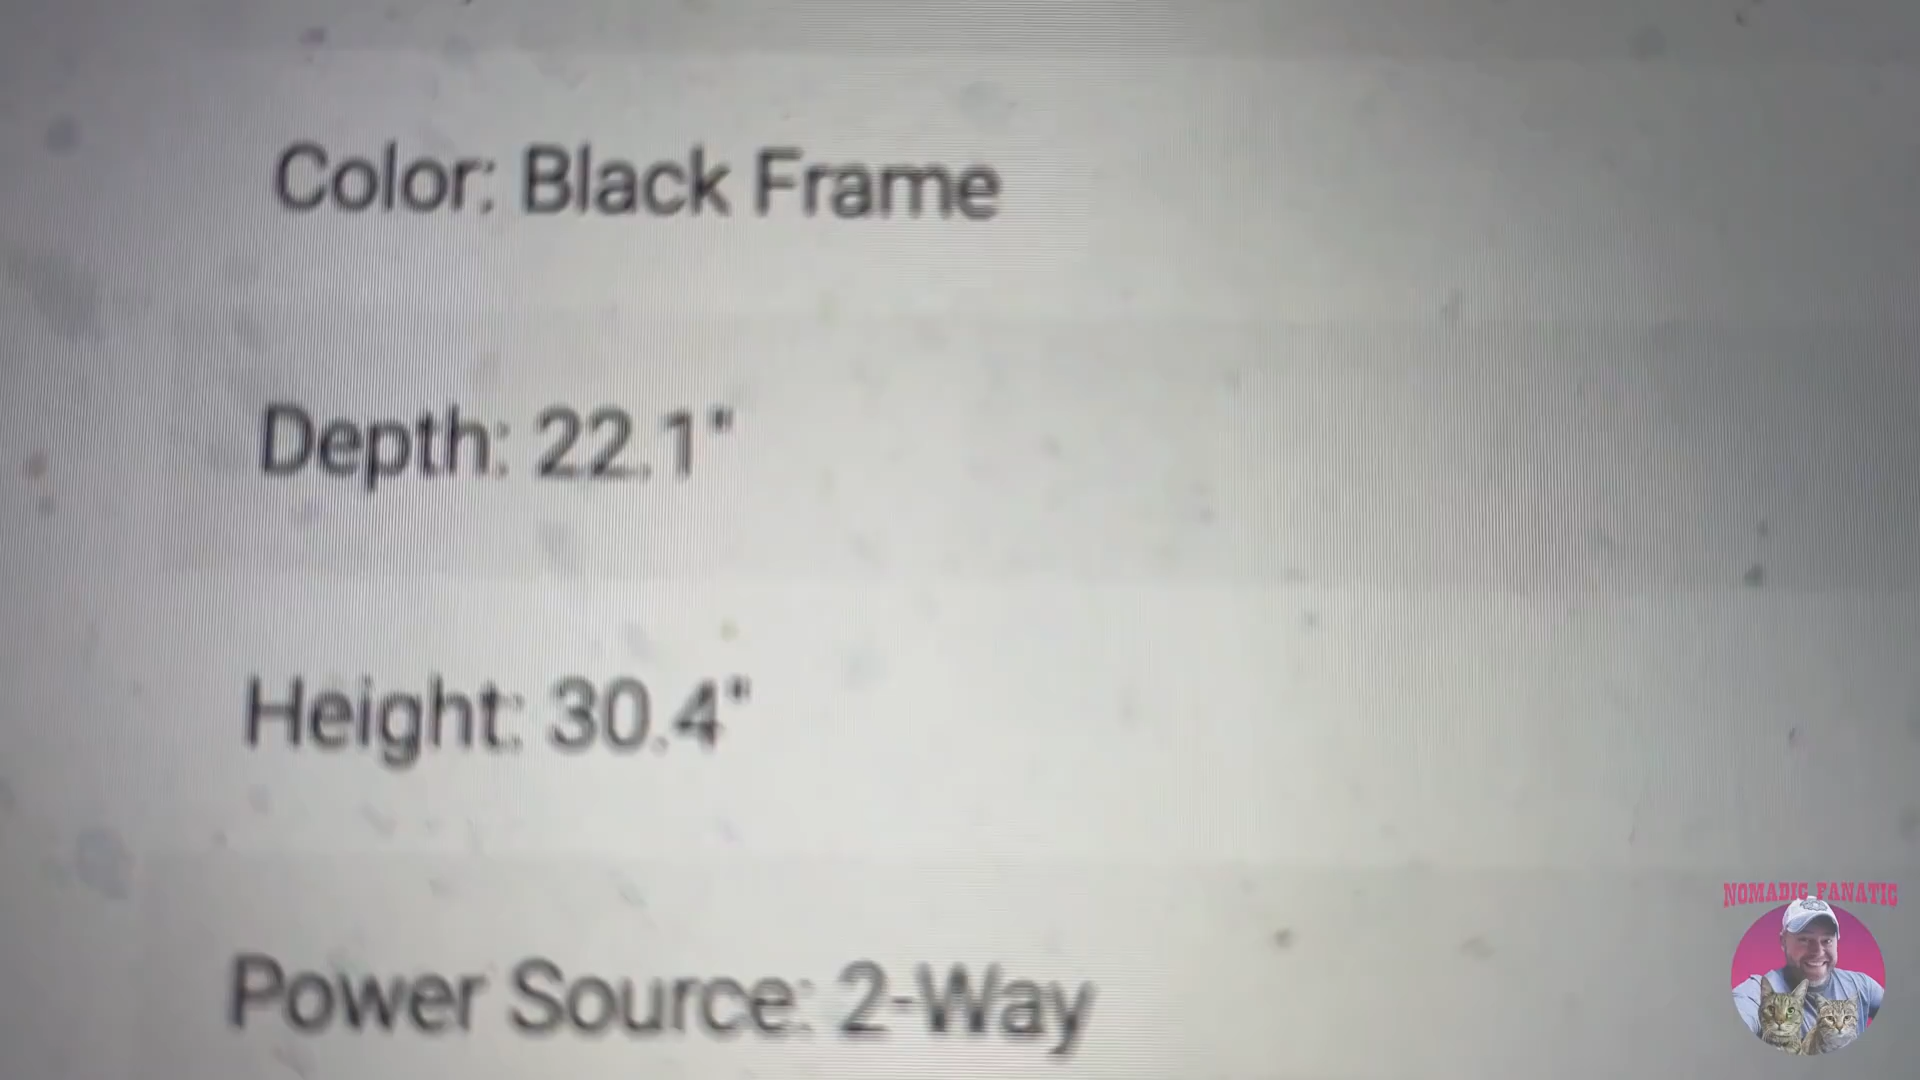 Color: Black Frame
Depth: 22.1"
Height: 30.4"
Power Source: 2-Way
NOMADIC FANATIC